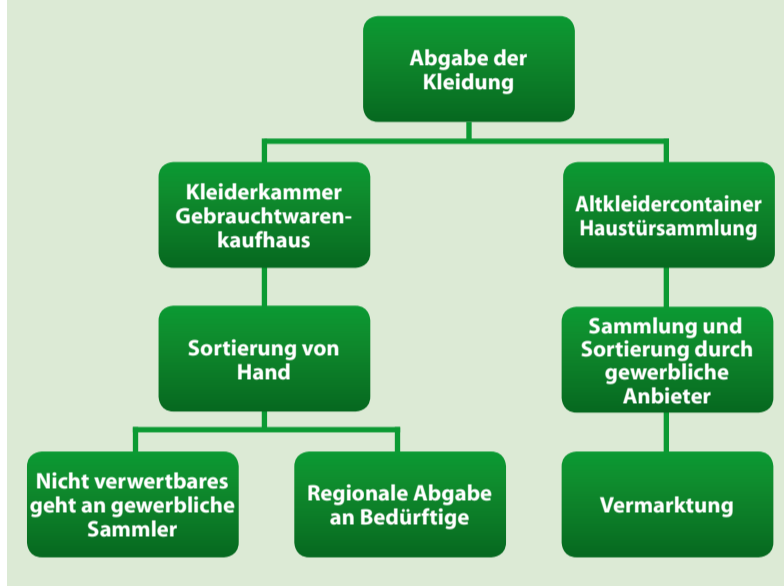 Abgabe der
Kleidung
Kleiderkammer
Gebrauchtwaren-
kaufhaus
Altkleidercontainer
Haustürsammlung
Sortierung von
Hand
Sammlung und
Sortierung durch
gewerbliche
Anbieter
Nicht verwertbares
geht an gewerbliche
Sammler
Regionale Abgabe
an Bedürftige
Vermarktung